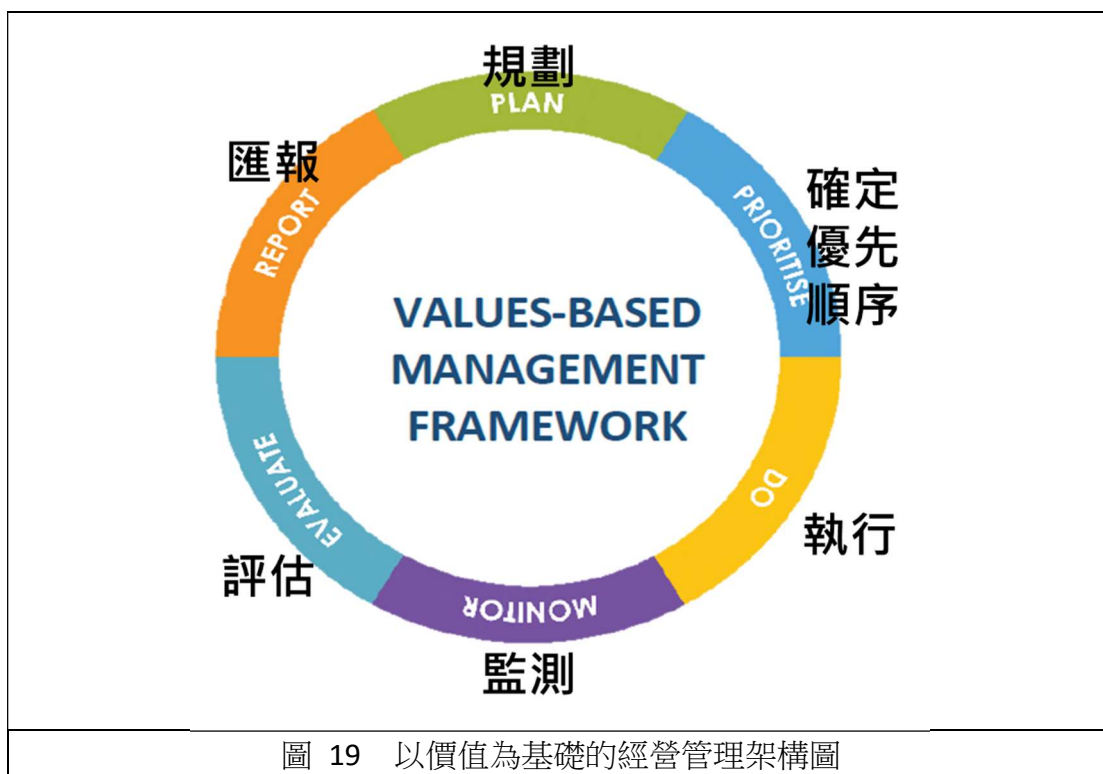 規劃
PLAN
匯報
REPORT
PRIORITISE
確定
優先
順序
VALUES-BASED
MANAGEMENT
FRAMEWORK
DO
執行
EVALUATE
評估
MONITOR
監測
圖 19 以價值為基礎的經營管理架構圖